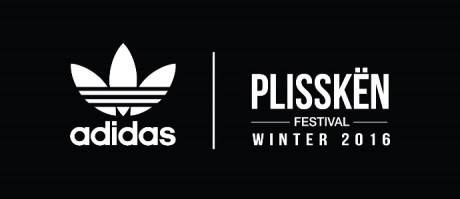 adidas
PLISSKËN
FESTIVAL
WINTER 2016